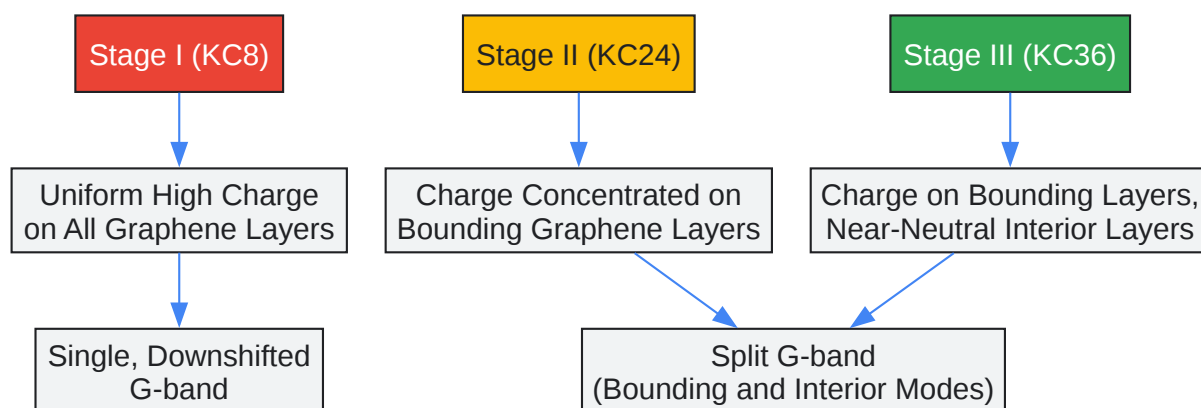 Stage I (KC8)
Stage II (KC24)
Stage III (KC36)
Uniform High Charge
on All Graphene Layers
Charge Concentrated on
Bounding Graphene Layers
Charge on Bounding Layers,
Near-Neutral Interior Layers
Single, Downshifted
G-band
Split G-band
(Bounding and Interior Modes)